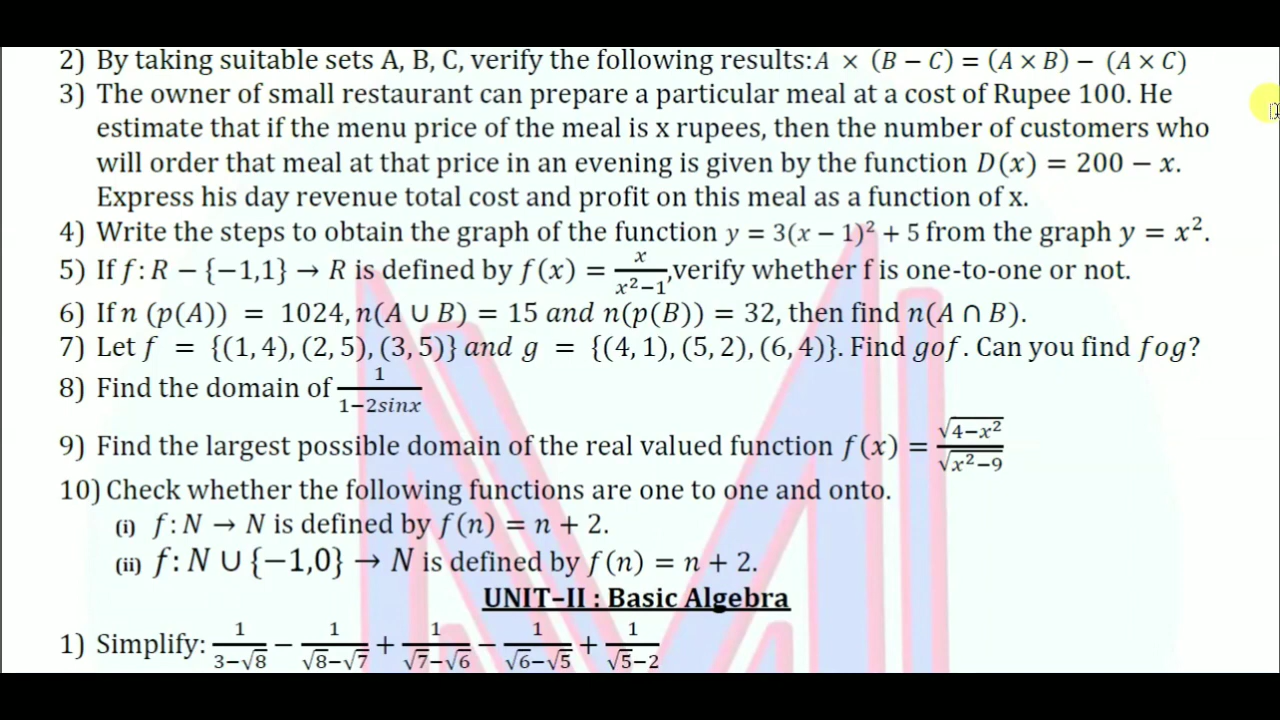 2) By taking suitable sets A, B, C, verify the following results:A × (B − C) = (A × B) − (A × C)
3) The owner of small restaurant can prepare a particular meal at a cost of Rupee 100. He
estimate that if the menu price of the meal is x rupees, then the number of customers who
will order that meal at that price in an evening is given by the function D(x) = 200 − x.
Express his day revenue total cost and profit on this meal as a function of x.
4) Write the steps to obtain the graph of the function y = 3(x − 1)² + 5 from the graph y = x².
5) If f: R − {−1,1} → R is defined by f(x) = x/(x²−1),verify whether f is one-to-one or not.
6) If n (p(A)) = 1024, n(A ∪ B) = 15 and n(p(B)) = 32, then find n(A ∩ B).
7) Let f = {(1, 4), (2, 5), (3, 5)} and g = {(4, 1), (5, 2), (6, 4)}. Find gof. Can you find fog?
8) Find the domain of 1/(1−2sinx)
9) Find the largest possible domain of the real valued function f(x) = √(4−x²)/√(x²−9)
10) Check whether the following functions are one to one and onto.
(i) f: N → N is defined by f(n) = n + 2.
(ii) f: N ∪ {−1,0} → N is defined by f(n) = n + 2.
UNIT–II : Basic Algebra
1) Simplify: 1/(3−√8) − 1/(√8−√7) + 1/(√7−√6) − 1/(√6−√5) + 1/(√5−2)